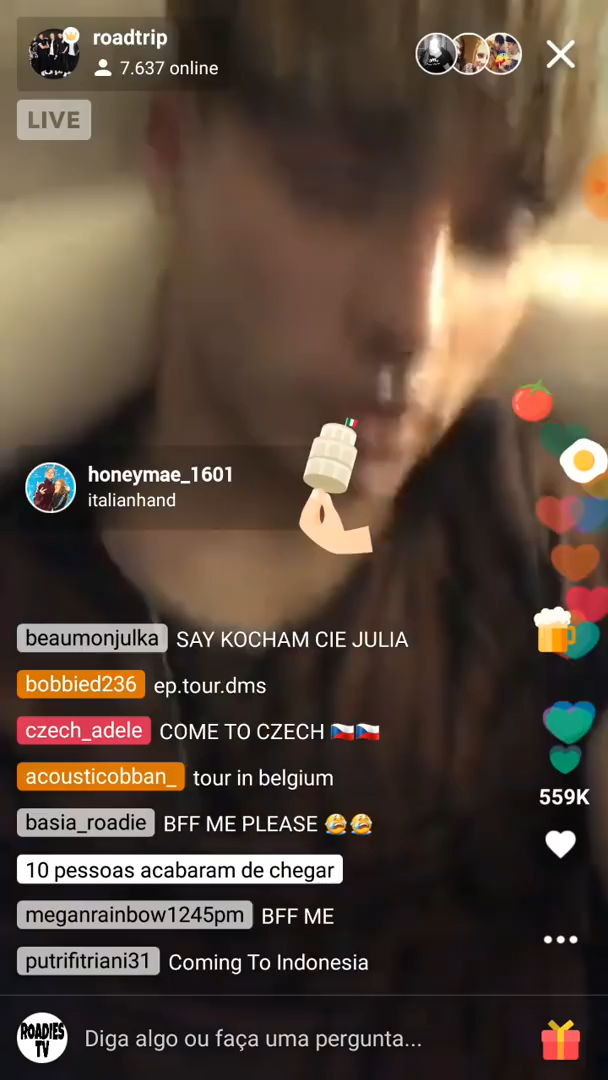 roadtrip
7.637 online
LIVE
honeymae_1601
italianhand
beaumonjulka SAY KOCHAM CIE JULIA
bobbied236 ep.tour.dms
czech_adele COME TO CZECH 🇨🇿🇨🇿
acousticobban_ tour in belgium
559K
basia_roadie BFF ME PLEASE 😭😭
10 pessoas acabaram de chegar
meganrainbow1245pm BFF ME
putrifitriani31 Coming To Indonesia
ROADIES
TV
Diga algo ou faça uma pergunta...